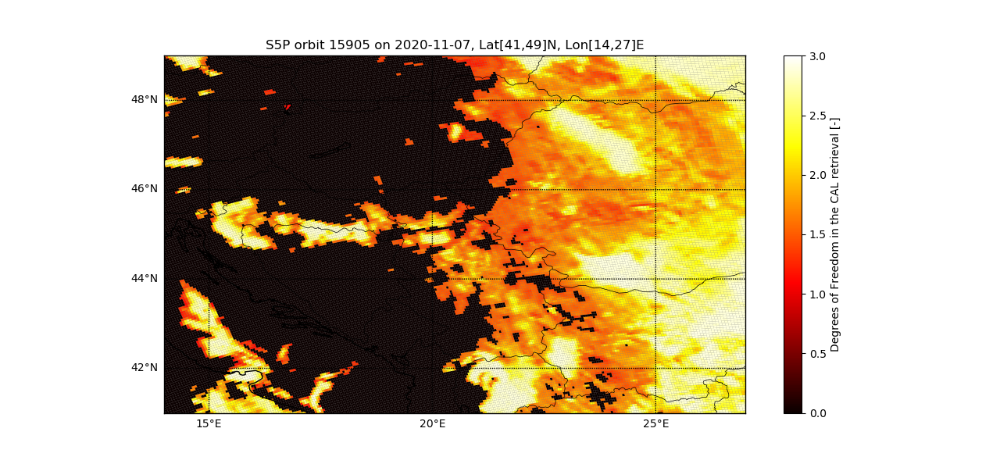 S5P orbit 15905 on 2020-11-07, Lat[41,49]N, Lon[14,27]E
48°N
46°N
44°N
42°N
15°E
20°E
25°E
3.0
2.5
2.0
1.5
1.0
0.5
0.0
Degrees of Freedom in the CAL retrieval [-]